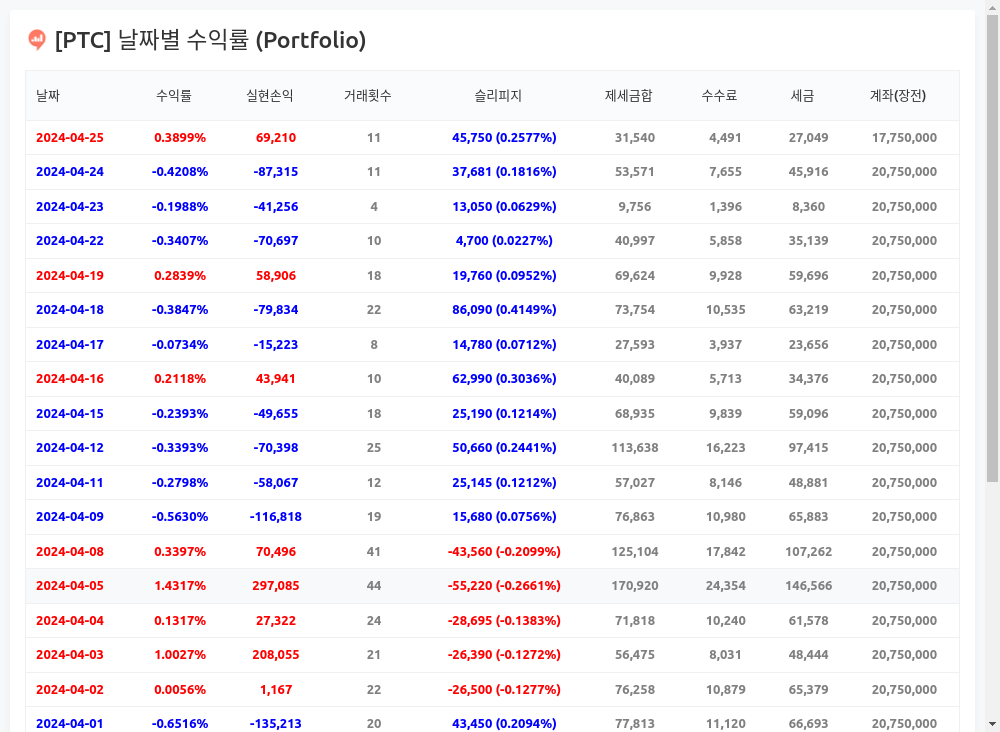 [PTC] 날짜별 수익률 (Portfolio)
날짜 수익률 실현손익 거래횟수 슬리피지 제세금합 수수료 세금 계좌(장전)
2024-04-25 0.3899% 69,210 11 45,750 (0.2577%) 31,540 4,491 27,049 17,750,000
2024-04-24 -0.4208% -87,315 11 37,681 (0.1816%) 53,571 7,655 45,916 20,750,000
2024-04-23 -0.1988% -41,256 4 13,050 (0.0629%) 9,756 1,396 8,360 20,750,000
2024-04-22 -0.3407% -70,697 10 4,700 (0.0227%) 40,997 5,858 35,139 20,750,000
2024-04-19 0.2839% 58,906 18 19,760 (0.0952%) 69,624 9,928 59,696 20,750,000
2024-04-18 -0.3847% -79,834 22 86,090 (0.4149%) 73,754 10,535 63,219 20,750,000
2024-04-17 -0.0734% -15,223 8 14,780 (0.0712%) 27,593 3,937 23,656 20,750,000
2024-04-16 0.2118% 43,941 10 62,990 (0.3036%) 40,089 5,713 34,376 20,750,000
2024-04-15 -0.2393% -49,655 18 25,190 (0.1214%) 68,935 9,839 59,096 20,750,000
2024-04-12 -0.3393% -70,398 25 50,660 (0.2441%) 113,638 16,223 97,415 20,750,000
2024-04-11 -0.2798% -58,067 12 25,145 (0.1212%) 57,027 8,146 48,881 20,750,000
2024-04-09 -0.5630% -116,818 19 15,680 (0.0756%) 76,863 10,980 65,883 20,750,000
2024-04-08 0.3397% 70,496 41 -43,560 (-0.2099%) 125,104 17,842 107,262 20,750,000
2024-04-05 1.4317% 297,085 44 -55,220 (-0.2661%) 170,920 24,354 146,566 20,750,000
2024-04-04 0.1317% 27,322 24 -28,695 (-0.1383%) 71,818 10,240 61,578 20,750,000
2024-04-03 1.0027% 208,055 21 -26,390 (-0.1272%) 56,475 8,031 48,444 20,750,000
2024-04-02 0.0056% 1,167 22 -26,500 (-0.1277%) 76,258 10,879 65,379 20,750,000
2024-04-01 -0.6516% -135,213 20 43,450 (0.2094%) 77,813 11,120 66,693 20,750,000